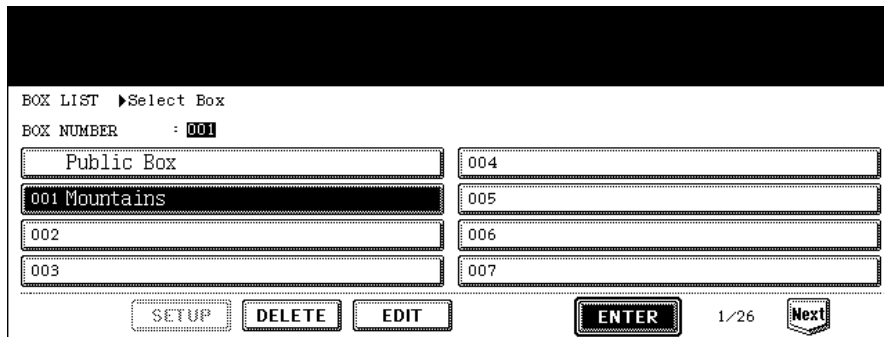 BOX LIST ▶Select Box
BOX NUMBER : 001
Public Box
004
001 Mountains
005
002
006
003
007
SETUP DELETE EDIT ENTER 1/26 Next